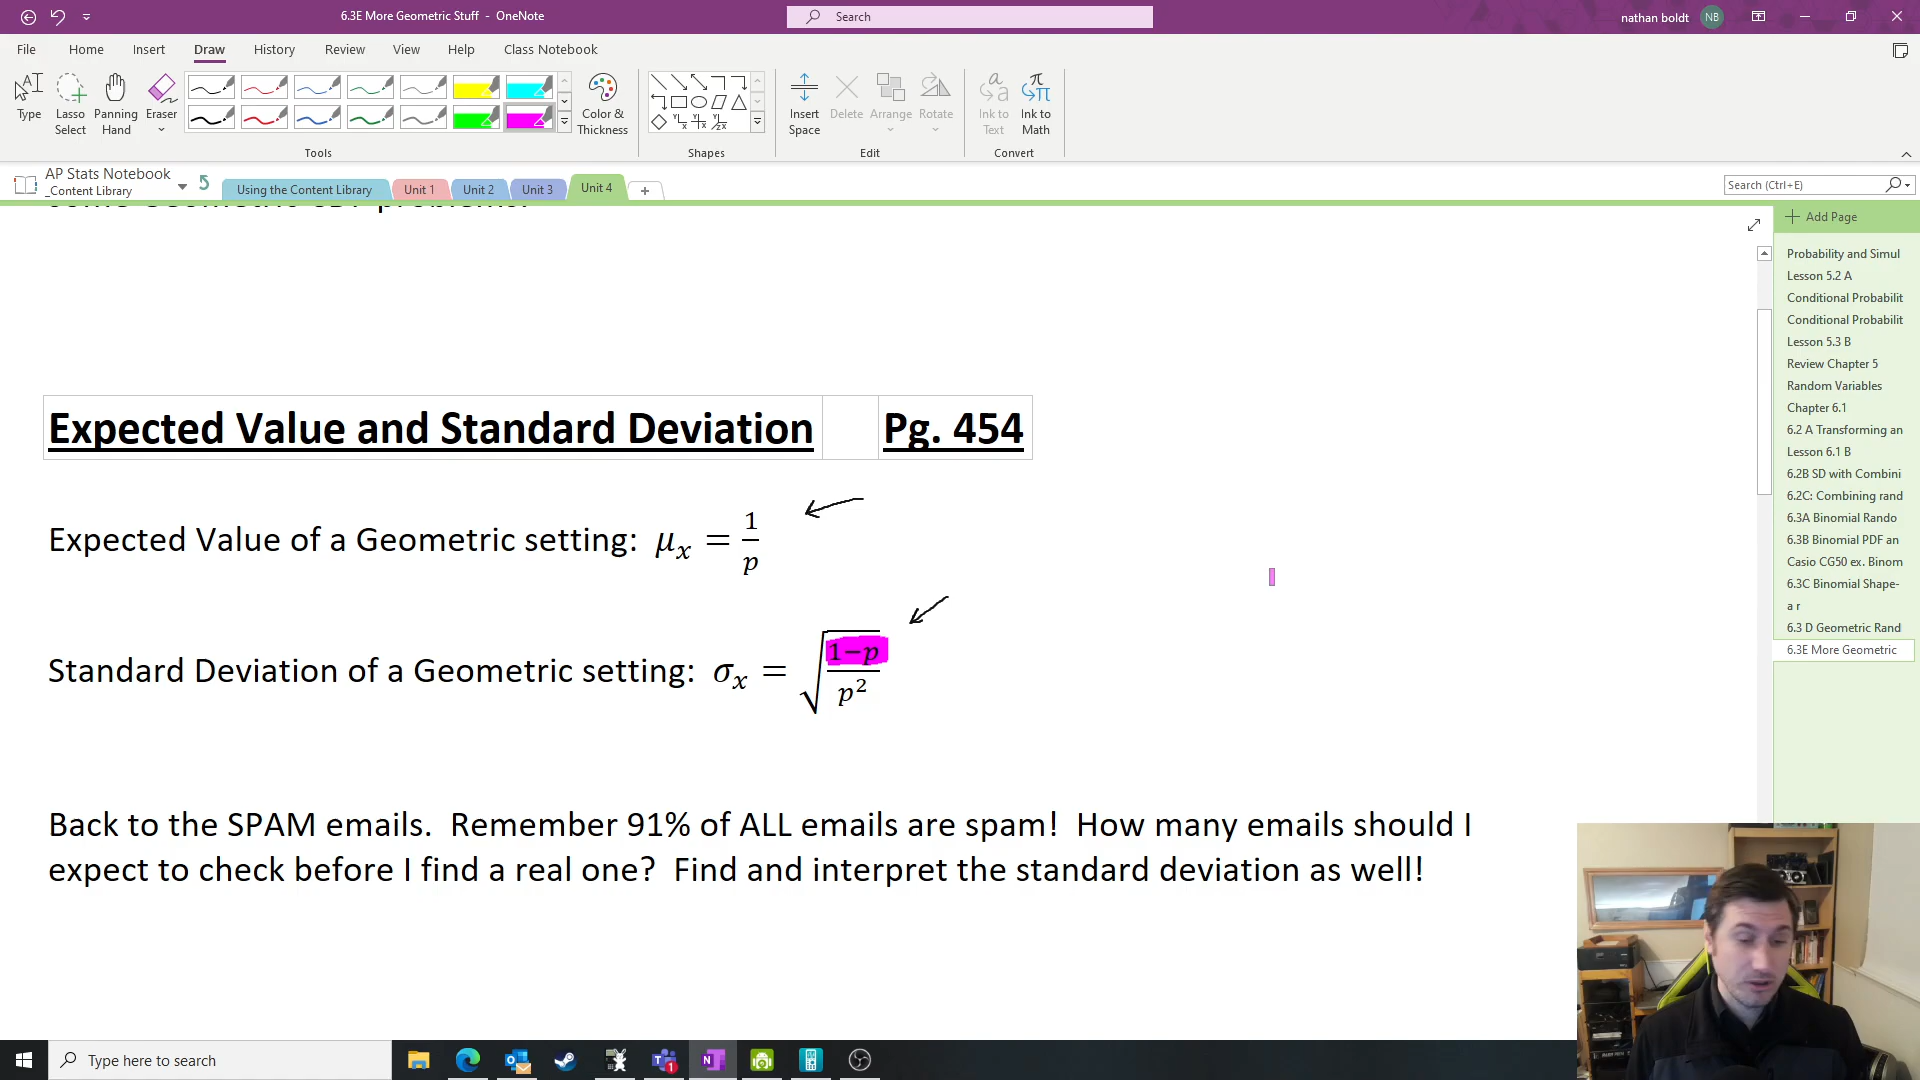 6.3E More Geometric Stuff - OneNote
Search
nathan boldt
NB
File Home Insert Draw History Review View Help Class Notebook
Type
Lasso Select
Panning Hand
Eraser
Color & Thickness
Insert Space
Delete
Arrange
Rotate
Ink to Text
Ink to Math
Tools
Shapes
Edit
Convert
AP Stats Notebook
_Content Library
Using the Content Library
Unit 1
Unit 2
Unit 3
Unit 4
Search (Ctrl+E)
Add Page
Probability and Simul
Lesson 5.2 A
Conditional Probabilit
Conditional Probabilit
Lesson 5.3 B
Review Chapter 5
Random Variables
Chapter 6.1
6.2 A Transforming an
Lesson 6.1 B
6.2B SD with Combini
6.2C: Combining rand
6.3A Binomial Rando
6.3B Binomial PDF an
Casio CG50 ex. Binom
6.3C Binomial Shape-
a r
6.3 D Geometric Rand
6.3E More Geometric
Expected Value and Standard Deviation Pg. 454
Expected Value of a Geometric setting: μₓ = 1/p
Standard Deviation of a Geometric setting: σₓ = √((1−p)/p²)
Back to the SPAM emails. Remember 91% of ALL emails are spam! How many emails should I
expect to check before I find a real one? Find and interpret the standard deviation as well!
Type here to search